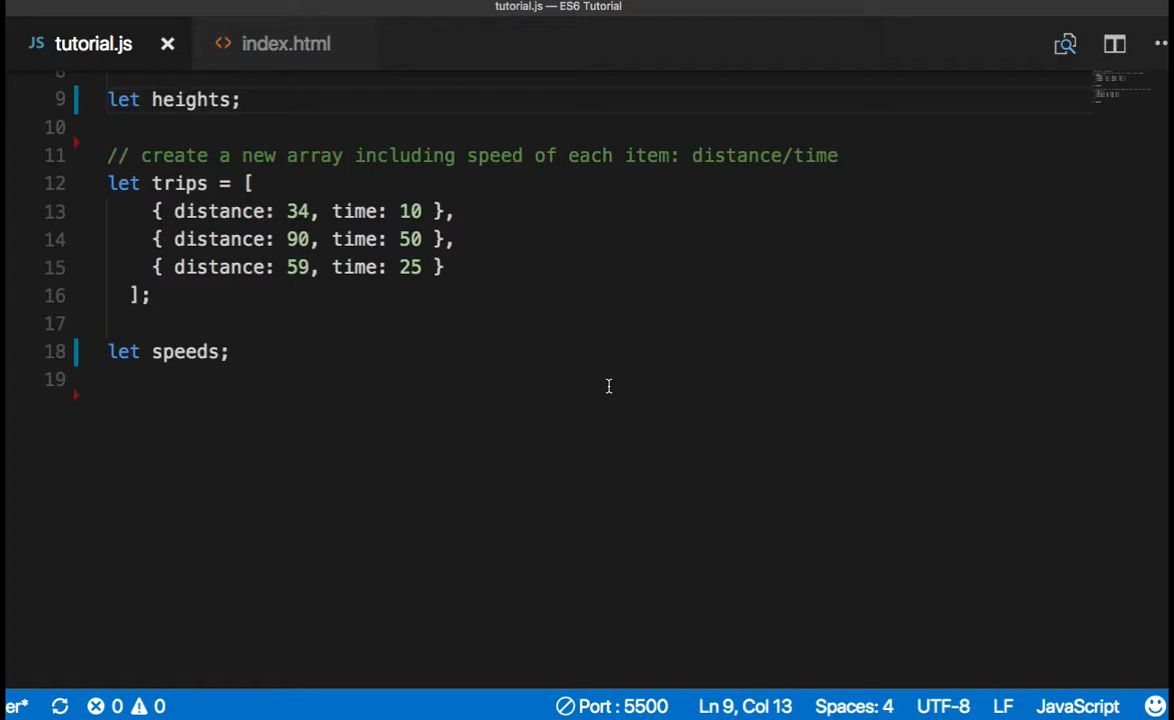 tutorial.js — ES6 Tutorial
JS tutorial.js × <> index.html
8
9 let heights;
10
11 // create a new array including speed of each item: distance/time
12 let trips = [
13 { distance: 34, time: 10 },
14 { distance: 90, time: 50 },
15 { distance: 59, time: 25 }
16 ];
17
18 let speeds;
19
er* 0 0 Port : 5500 Ln 9, Col 13 Spaces: 4 UTF-8 LF JavaScript